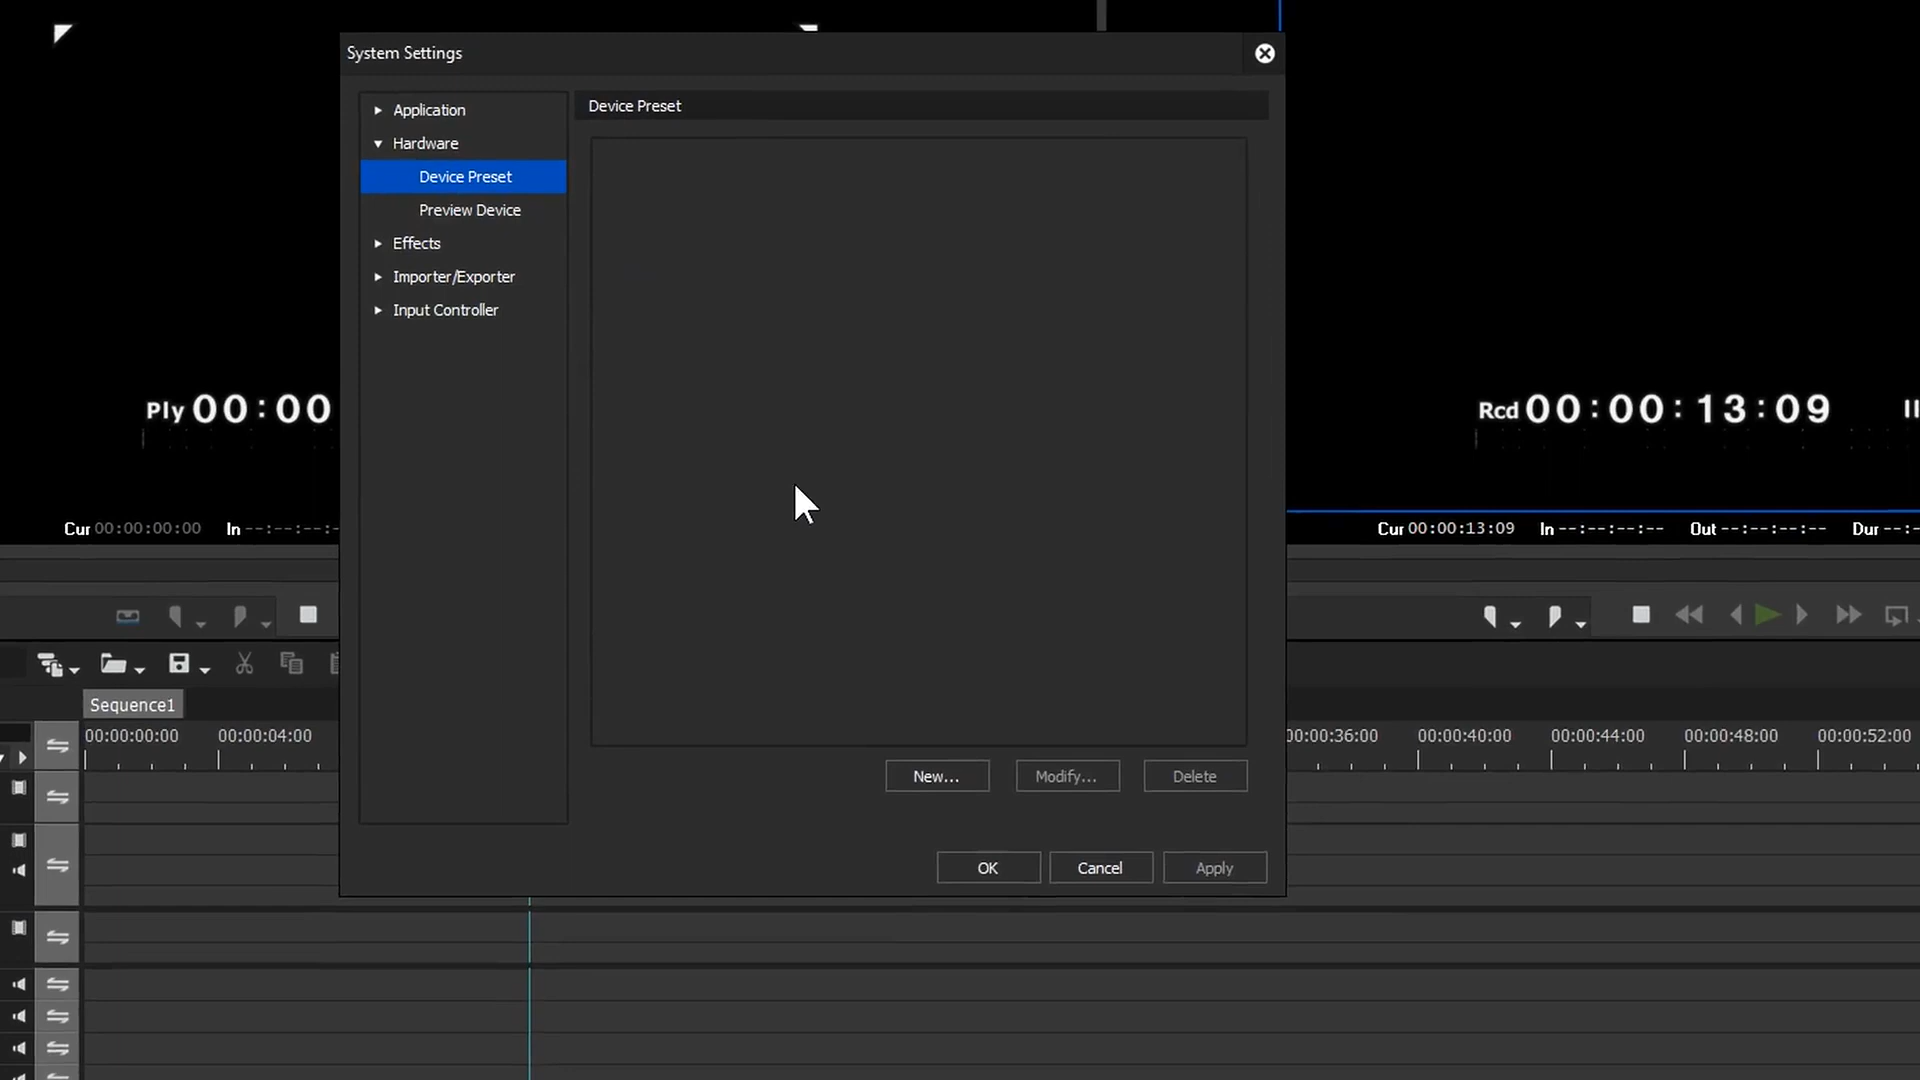 System Settings
Application
Hardware
Device Preset
Preview Device
Effects
Importer/Exporter
Input Controller
Device Preset
New...
Modify...
Delete
OK
Cancel
Apply
Ply 00:00
Rcd 00:00:13:09
Cur 00:00:00:00 In --:--:--:-
Cur 00:00:13:09 In --:--:--:-- Out --:--:--:-- Dur --:-
Sequence1
00:00:00:00 00:00:04:00 00:00:36:00 00:00:40:00 00:00:44:00 00:00:48:00 00:00:52:00